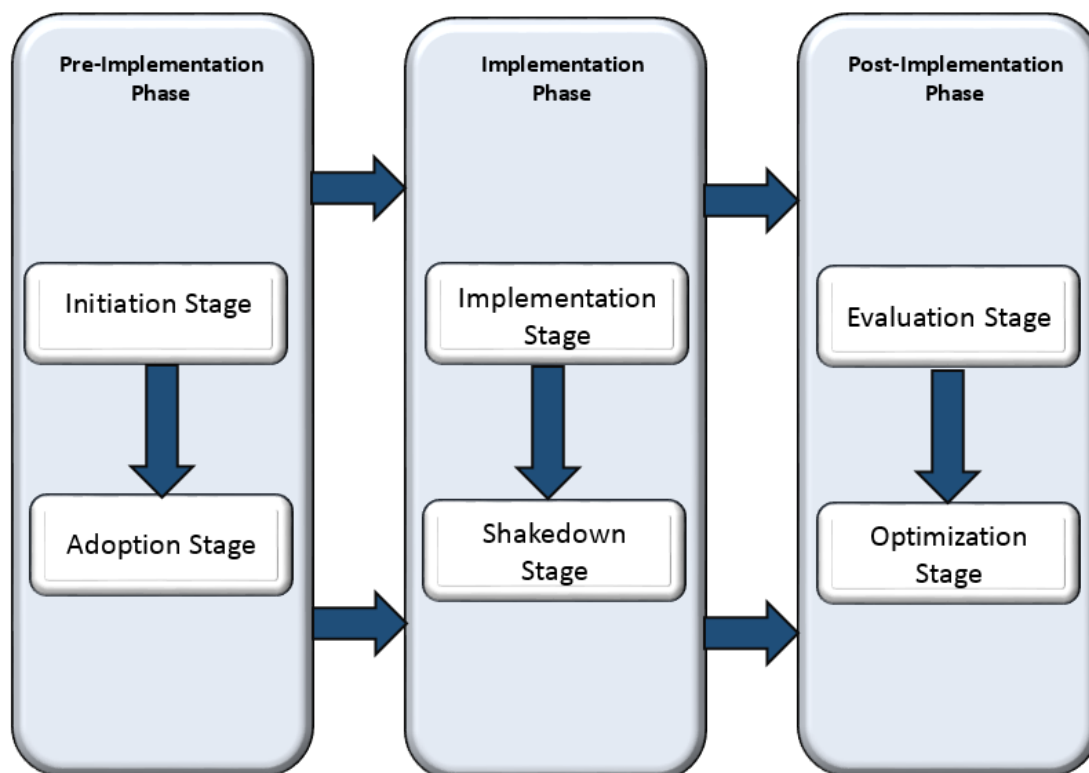 Pre-Implementation
Phase
Initiation Stage
Adoption Stage
Implementation
Phase
Implementation
Stage
Shakedown
Stage
Post-Implementation
Phase
Evaluation Stage
Optimization
Stage